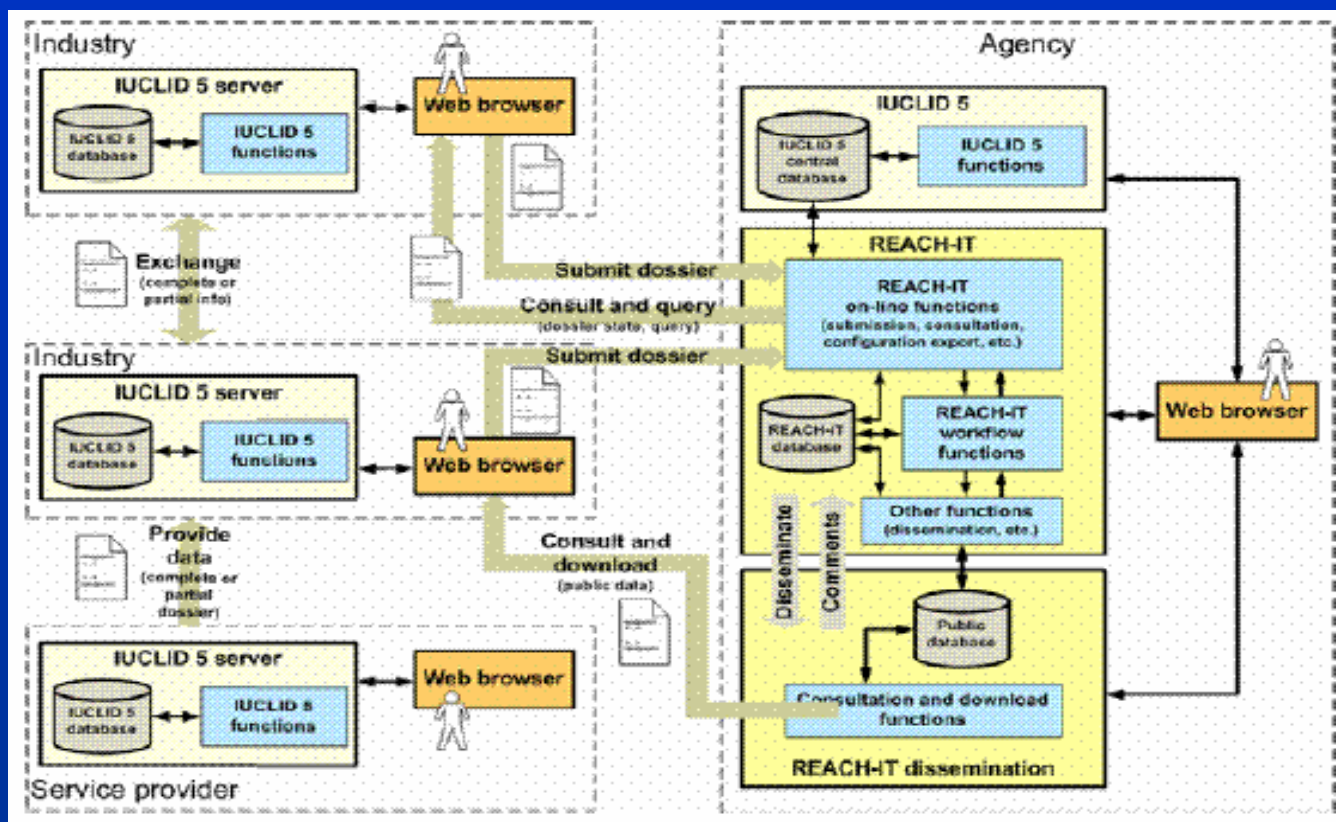 Industry
IUCLID 5 server
IUCLID 5
database
IUCLID 5
functions
Web browser
Exchange
(complete or
partial info)
Submit dossier
Consult and query
(dossier state, query)
Submit dossier
Industry
IUCLID 5 server
IUCLID 5
database
IUCLID 5
functions
Web browser
Provide
data
(complete or
partial
dossier)
Consult and
download
(public data)
IUCLID 5 server
IUCLID 5
database
IUCLID 5
functions
Web browser
Service provider
Agency
IUCLID 5
IUCLID 5
central
database
IUCLID 5
functions
REACH-IT
REACH-IT
on-line functions
(submission, consultation,
configuration export, etc.)
REACH-IT
database
REACH-IT
workflow
functions
Other functions
(dissemination, etc.)
Disseminate
Comments
Web browser
Public
database
Consultation and download
functions
REACH-IT dissemination